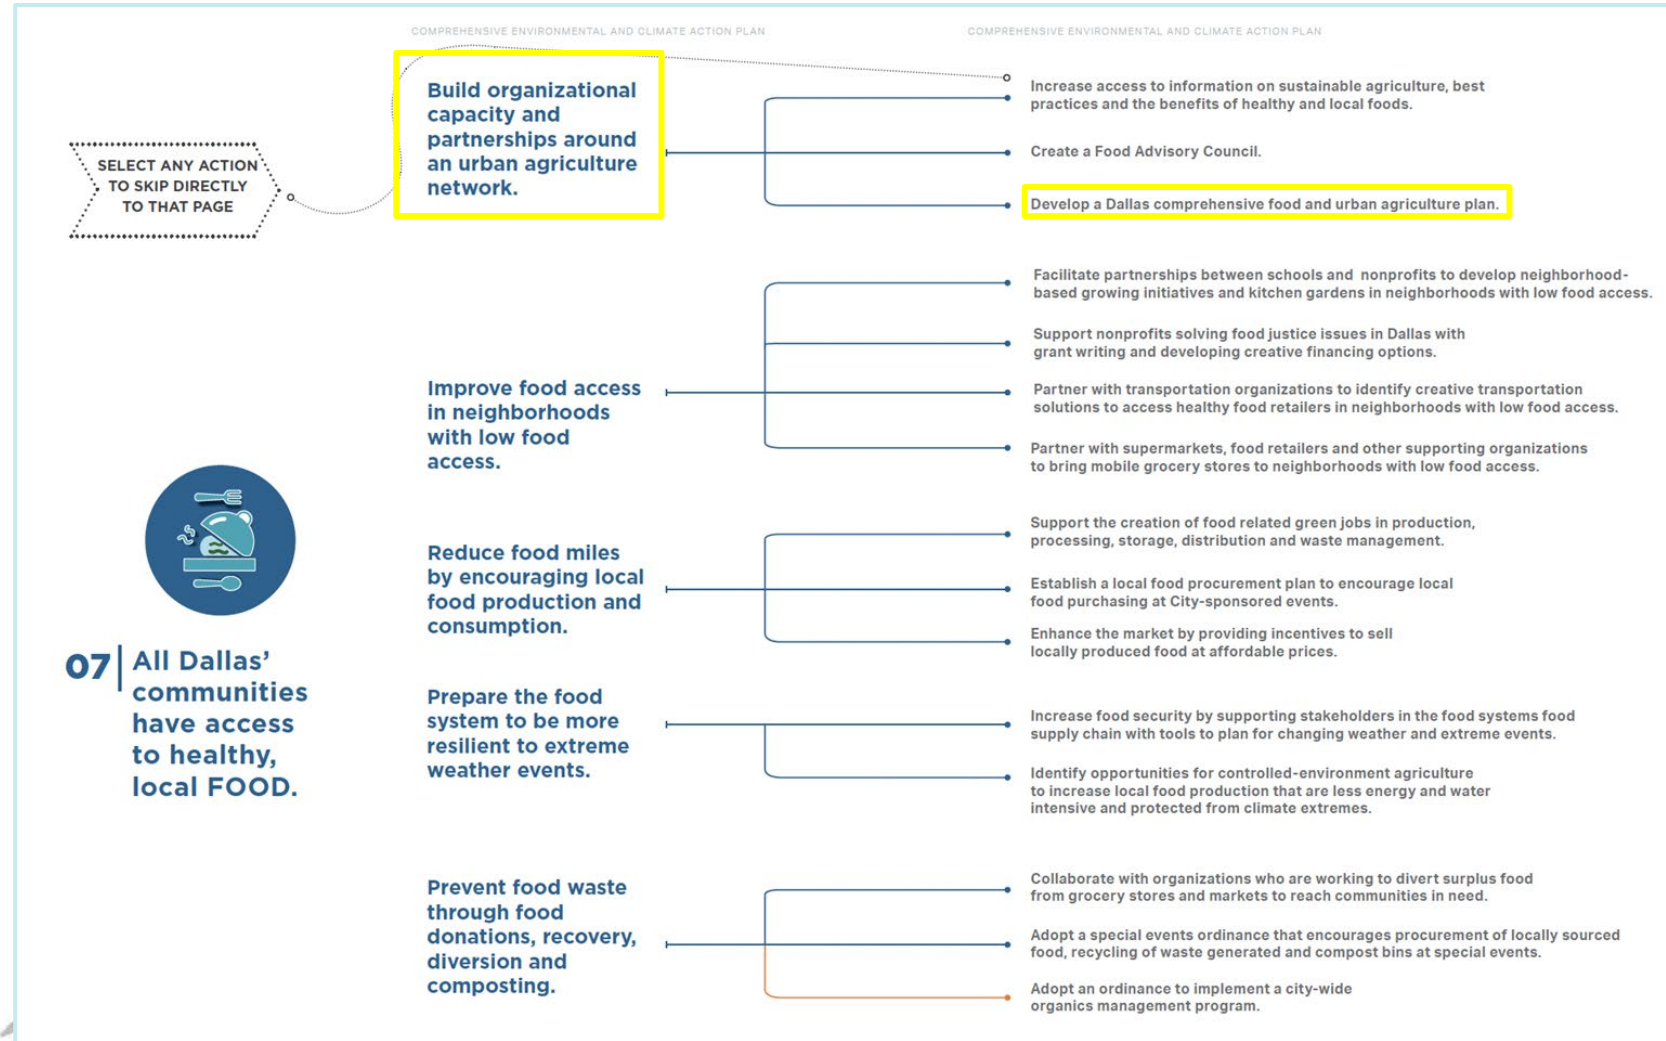 COMPREHENSIVE ENVIRONMENTAL AND CLIMATE ACTION PLAN
COMPREHENSIVE ENVIRONMENTAL AND CLIMATE ACTION PLAN
SELECT ANY ACTION
TO SKIP DIRECTLY
TO THAT PAGE
07
All Dallas'
communities
have access
to healthy,
local FOOD.
Build organizational
capacity and
partnerships around
an urban agriculture
network.
Increase access to information on sustainable agriculture, best
practices and the benefits of healthy and local foods.
Create a Food Advisory Council.
Develop a Dallas comprehensive food and urban agriculture plan.
Improve food access
in neighborhoods
with low food
access.
Facilitate partnerships between schools and nonprofits to develop neighborhood-
based growing initiatives and kitchen gardens in neighborhoods with low food access.
Support nonprofits solving food justice issues in Dallas with
grant writing and developing creative financing options.
Partner with transportation organizations to identify creative transportation
solutions to access healthy food retailers in neighborhoods with low food access.
Partner with supermarkets, food retailers and other supporting organizations
to bring mobile grocery stores to neighborhoods with low food access.
Reduce food miles
by encouraging local
food production and
consumption.
Support the creation of food related green jobs in production,
processing, storage, distribution and waste management.
Establish a local food procurement plan to encourage local
food purchasing at City-sponsored events.
Enhance the market by providing incentives to sell
locally produced food at affordable prices.
Prepare the food
system to be more
resilient to extreme
weather events.
Increase food security by supporting stakeholders in the food systems food
supply chain with tools to plan for changing weather and extreme events.
Identify opportunities for controlled-environment agriculture
to increase local food production that are less energy and water
intensive and protected from climate extremes.
Prevent food waste
through food
donations, recovery,
diversion and
composting.
Collaborate with organizations who are working to divert surplus food
from grocery stores and markets to reach communities in need.
Adopt a special events ordinance that encourages procurement of locally sourced
food, recycling of waste generated and compost bins at special events.
Adopt an ordinance to implement a city-wide
organics management program.